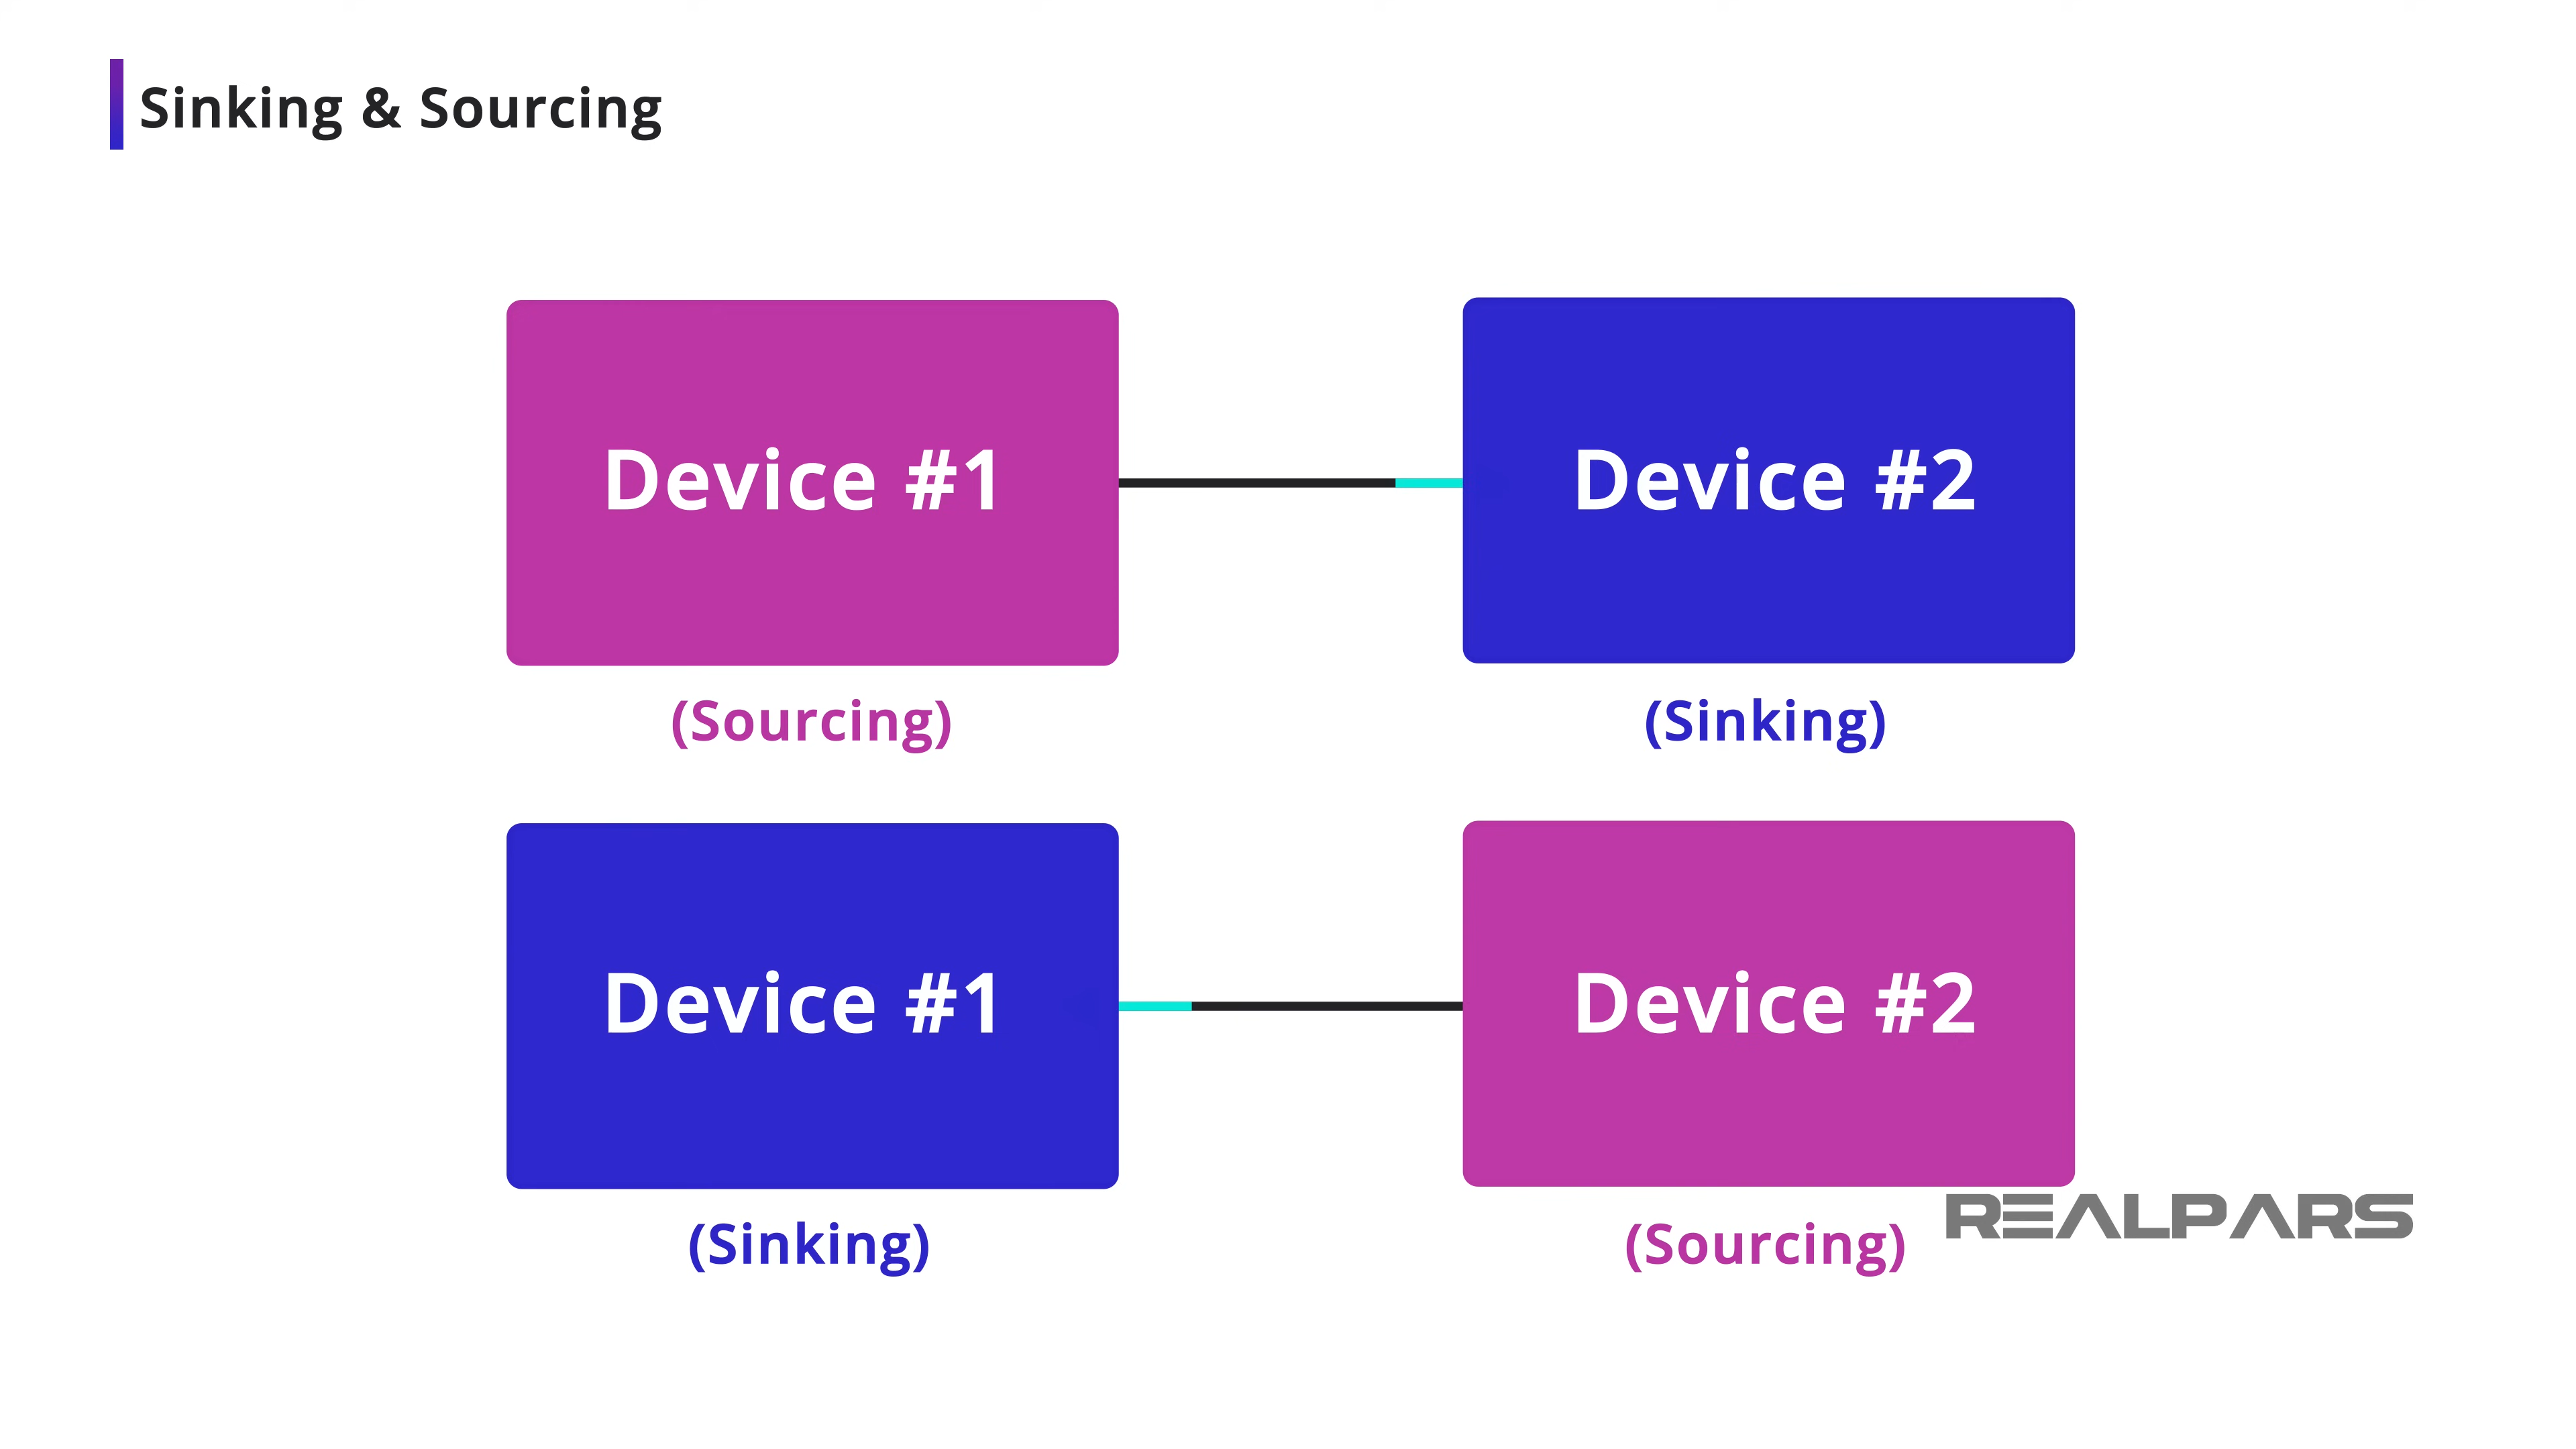 Sinking & Sourcing
Device #1
Device #2
(Sourcing)
(Sinking)
Device #1
Device #2
(Sinking)
(Sourcing)
REALPARS